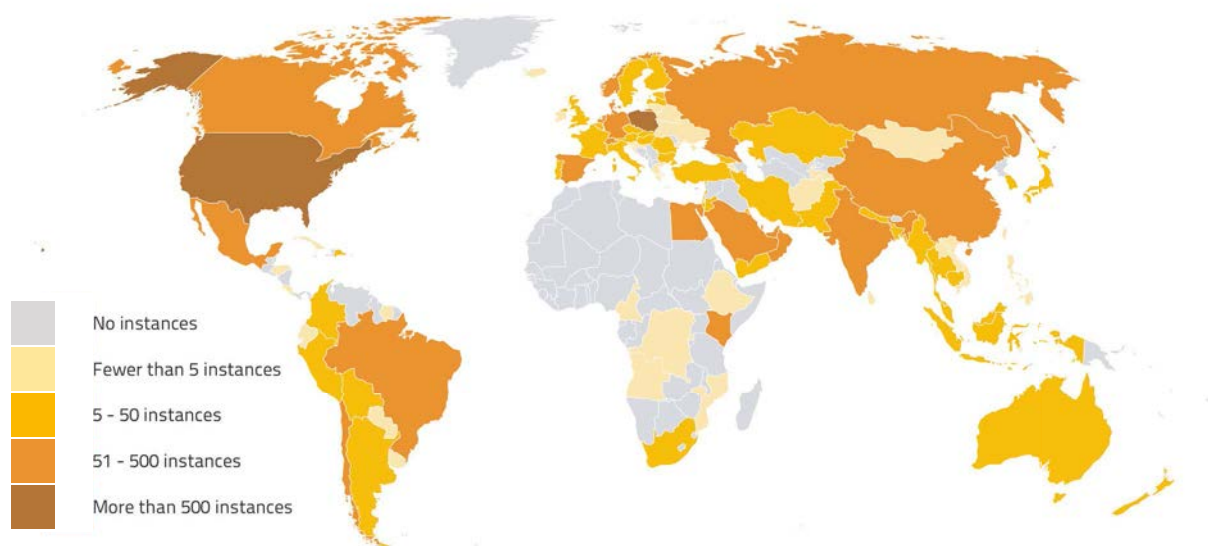 No instances
Fewer than 5 instances
5 - 50 instances
51 - 500 instances
More than 500 instances